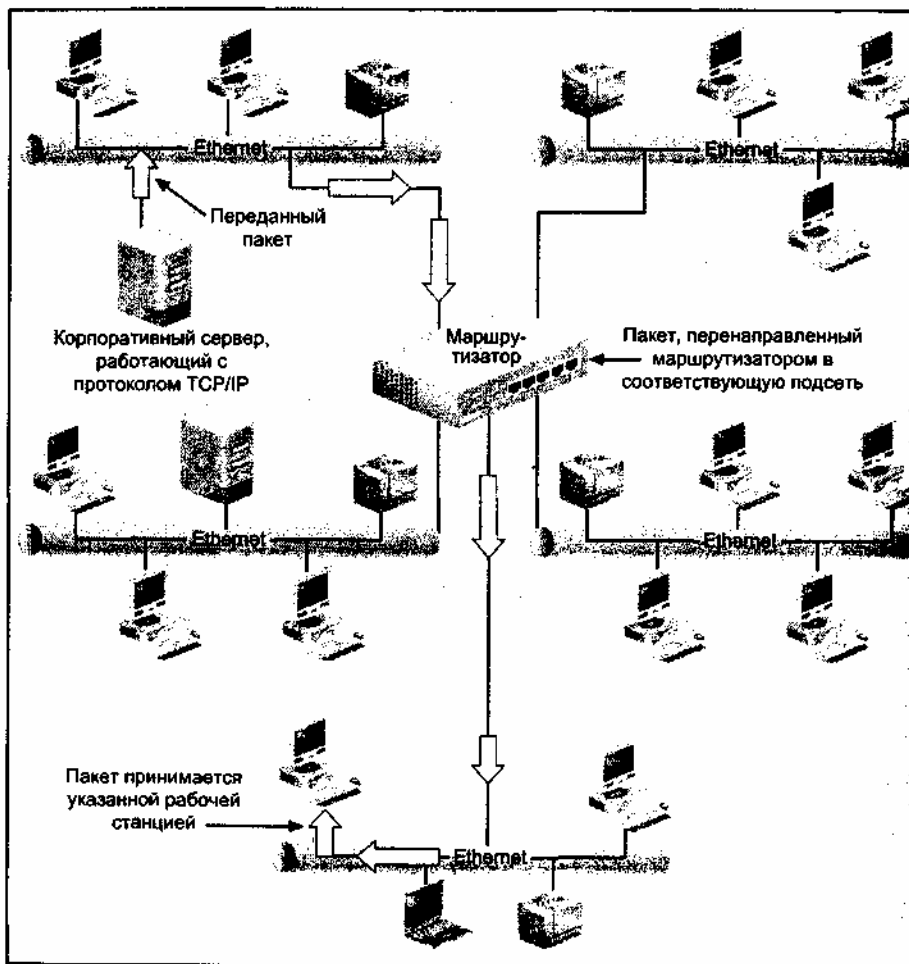 Ethernet
Ethernet
Переданный
пакет
Корпоративный сервер,
работающий с
протоколом TCP/IP
Маршру-
тизатор
Пакет, перенаправленный
маршрутизатором в
соответствующую подсеть
Ethernet
Ethernet
Пакет принимается
указанной рабочей
станцией
Ethernet